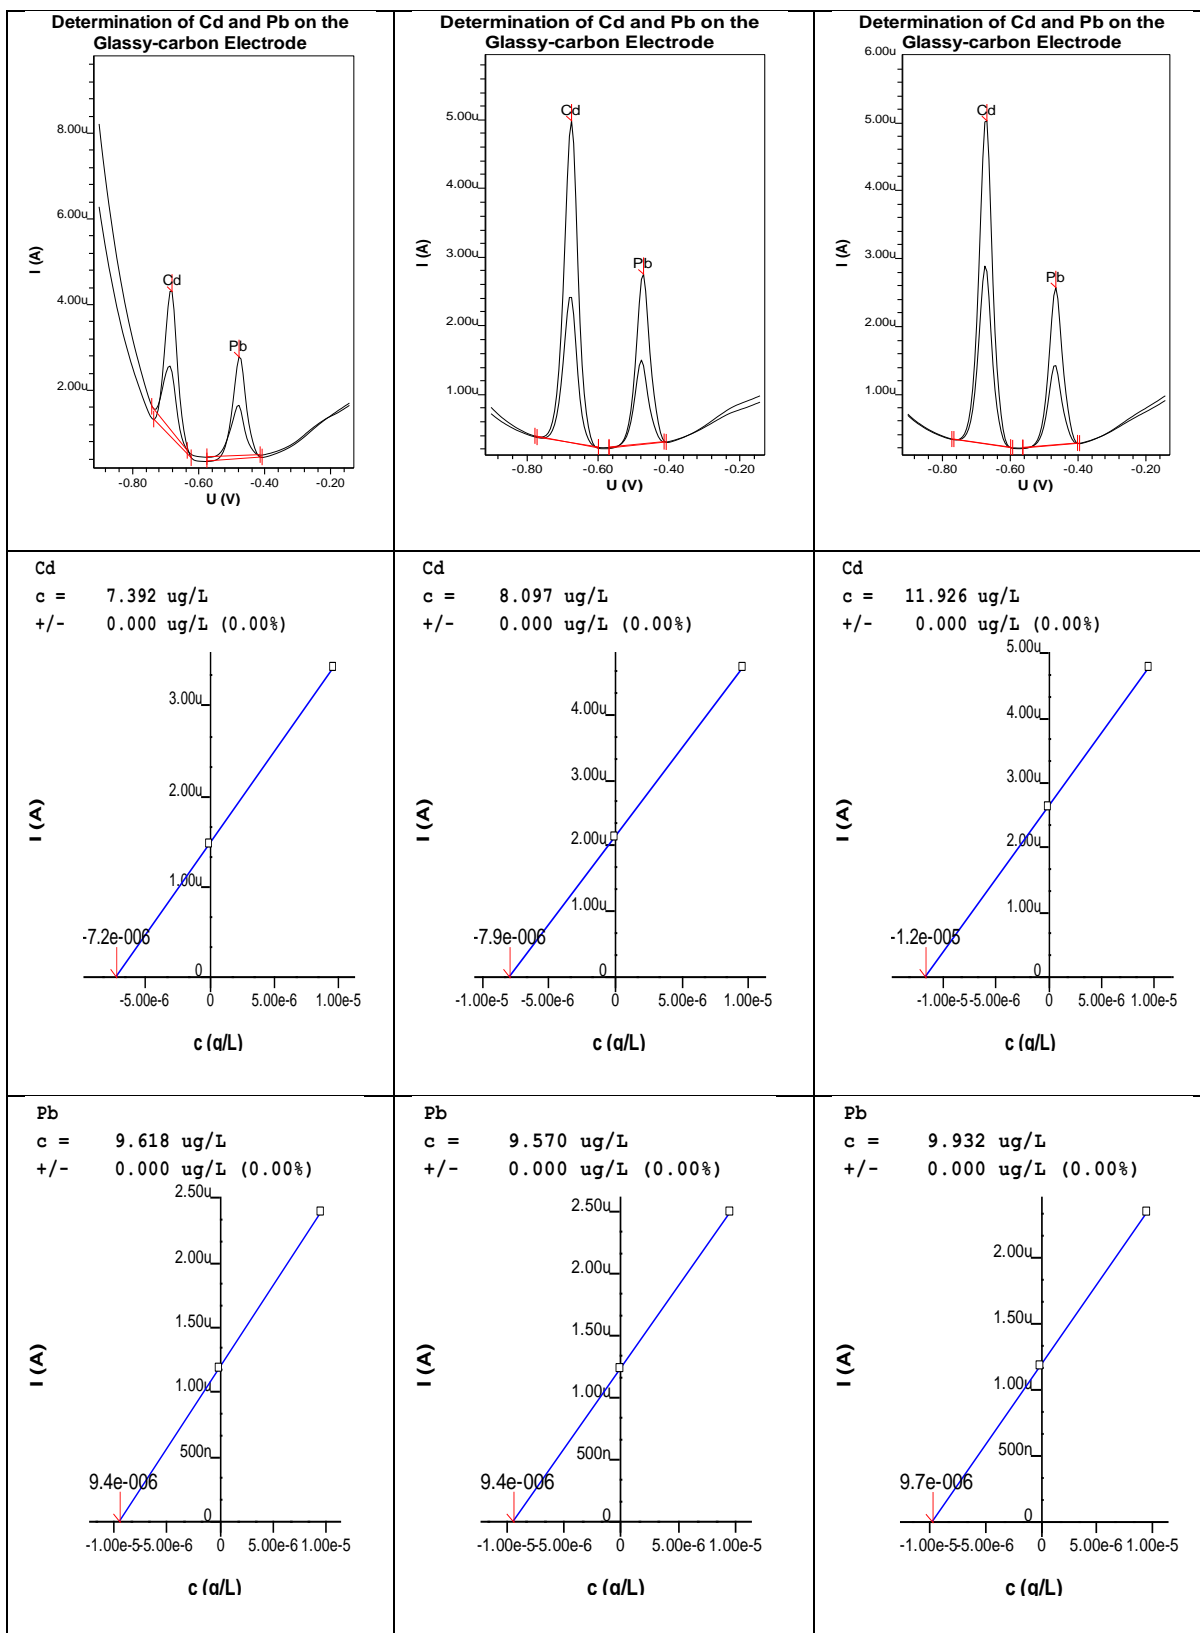 Determination of Cd and Pb on the
Glassy-carbon Electrode
8.00u
6.00u
4.00u
2.00u
I (A)
Cd
Pb
-0.80 -0.60 -0.40 -0.20
U (V)
Determination of Cd and Pb on the
Glassy-carbon Electrode
5.00u
4.00u
3.00u
2.00u
1.00u
I (A)
Cd
Pb
-0.80 -0.60 -0.40 -0.20
U (V)
Determination of Cd and Pb on the
Glassy-carbon Electrode
6.00u
5.00u
4.00u
3.00u
2.00u
1.00u
I (A)
Cd
Pb
-0.80 -0.60 -0.40 -0.20
U (V)
Cd
c = 7.392 ug/L
+/- 0.000 ug/L (0.00%)
3.00u
2.00u
1.00u
0
I (A)
-7.2e-006
-5.00e-6 0 5.00e-6 1.00e-5
c (g/L)
Cd
c = 8.097 ug/L
+/- 0.000 ug/L (0.00%)
4.00u
3.00u
2.00u
1.00u
0
I (A)
-7.9e-006
-1.00e-5 -5.00e-6 0 5.00e-6 1.00e-5
c (g/L)
Cd
c = 11.926 ug/L
+/- 0.000 ug/L (0.00%)
5.00u
4.00u
3.00u
2.00u
1.00u
0
I (A)
-1.2e-005
-1.00e-5 -5.00e-6 0 5.00e-6 1.00e-5
c (g/L)
Pb
c = 9.618 ug/L
+/- 0.000 ug/L (0.00%)
2.50u
2.00u
1.50u
1.00u
500n
0
I (A)
9.4e-006
-1.00e-5 -5.00e-6 0 5.00e-6 1.00e-5
c (g/L)
Pb
c = 9.570 ug/L
+/- 0.000 ug/L (0.00%)
2.50u
2.00u
1.50u
1.00u
500n
0
I (A)
9.4e-006
-1.00e-5 -5.00e-6 0 5.00e-6 1.00e-5
c (g/L)
Pb
c = 9.932 ug/L
+/- 0.000 ug/L (0.00%)
2.00u
1.50u
1.00u
500n
0
I (A)
9.7e-006
-1.00e-5 -5.00e-6 0 5.00e-6 1.00e-5
c (g/L)